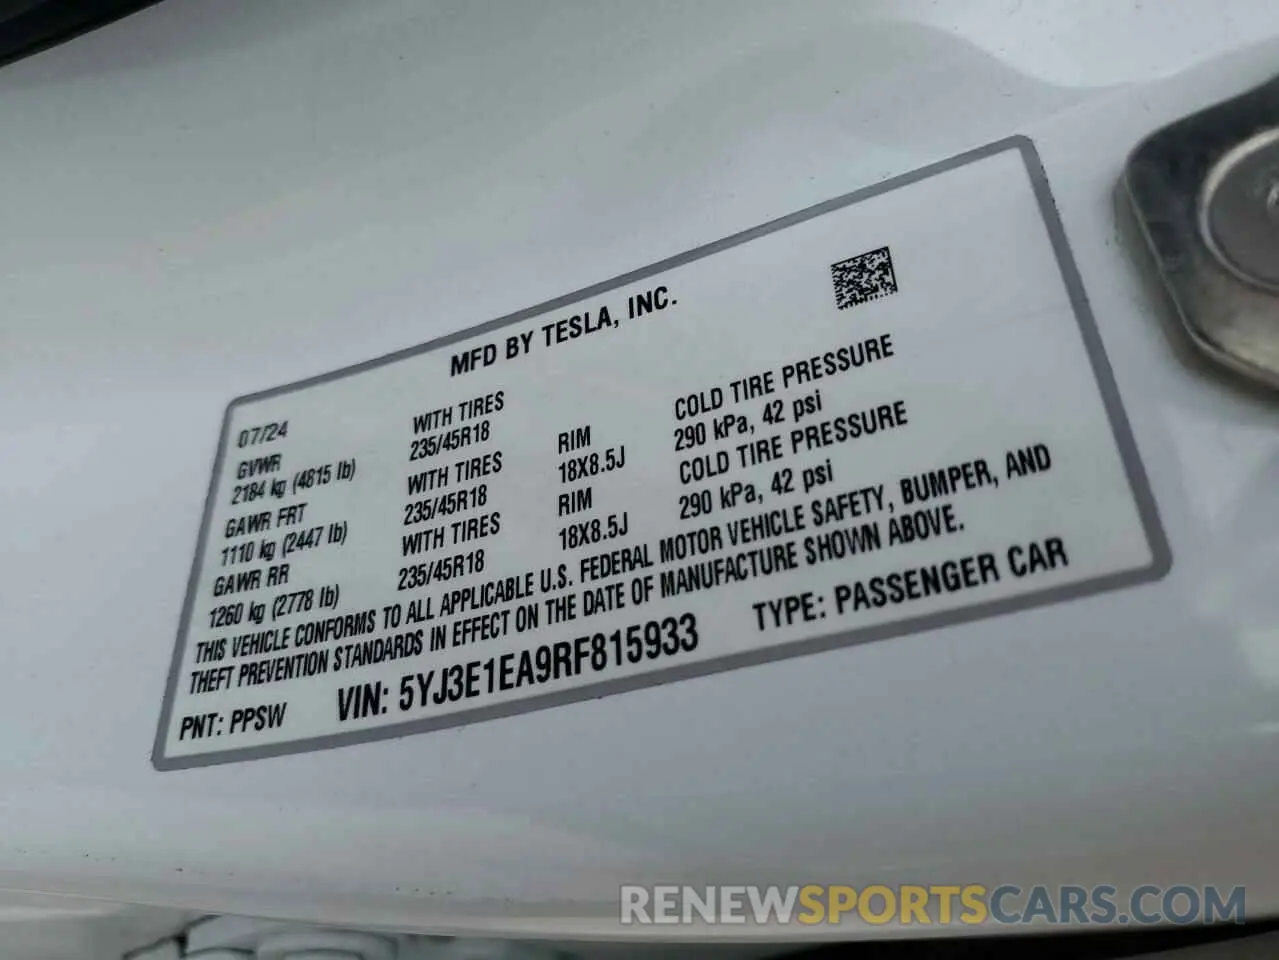 MFD BY TESLA, INC.
07/24
GVWR
2184 kg (4815 lb)
GAWR FRT
1110 kg (2447 lb)
GAWR RR
1260 kg (2778 lb)
WITH TIRES
235/45R18
WITH TIRES
235/45R18
WITH TIRES
235/45R18
RIM
18X8.5J
RIM
18X8.5J
COLD TIRE PRESSURE
290 kPa, 42 psi
COLD TIRE PRESSURE
290 kPa, 42 psi
THIS VEHICLE CONFORMS TO ALL APPLICABLE U.S. FEDERAL MOTOR VEHICLE SAFETY, BUMPER, AND
THEFT PREVENTION STANDARDS IN EFFECT ON THE DATE OF MANUFACTURE SHOWN ABOVE.
PNT: PPSW VIN: 5YJ3E1EA9RF815933 TYPE: PASSENGER CAR
RENEWSPORTSCARS.COM